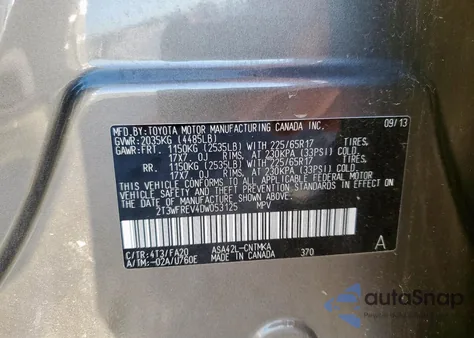 MFD.BY:TOYOTA MOTOR MANUFACTURING CANADA INC. 09/13
GVWR:2035KG (4485LB)
GAWR:FRT. 1150KG (2535LB) WITH 225/65R17 TIRES,
17X7.0J RIMS, AT 230KPA (33PSI) COLD.
RR. 1150KG (2535LB) WITH 225/65R17 TIRES,
17X7.0J RIMS, AT 230KPA (33PSI) COLD.
THIS VEHICLE CONFORMS TO ALL APPLICABLE FEDERAL MOTOR
VEHICLE SAFETY STANDARDS IN EFFECT ON THE DATE OF
MANUFACTURE SHOWN ABOVE.
2T3WFREV4DW053125 MPV
C/TR:4T3/FA20 ASA42L-CNTMKA A
A/TM:-02A/U760E MADE IN CANADA 370
autoSnap